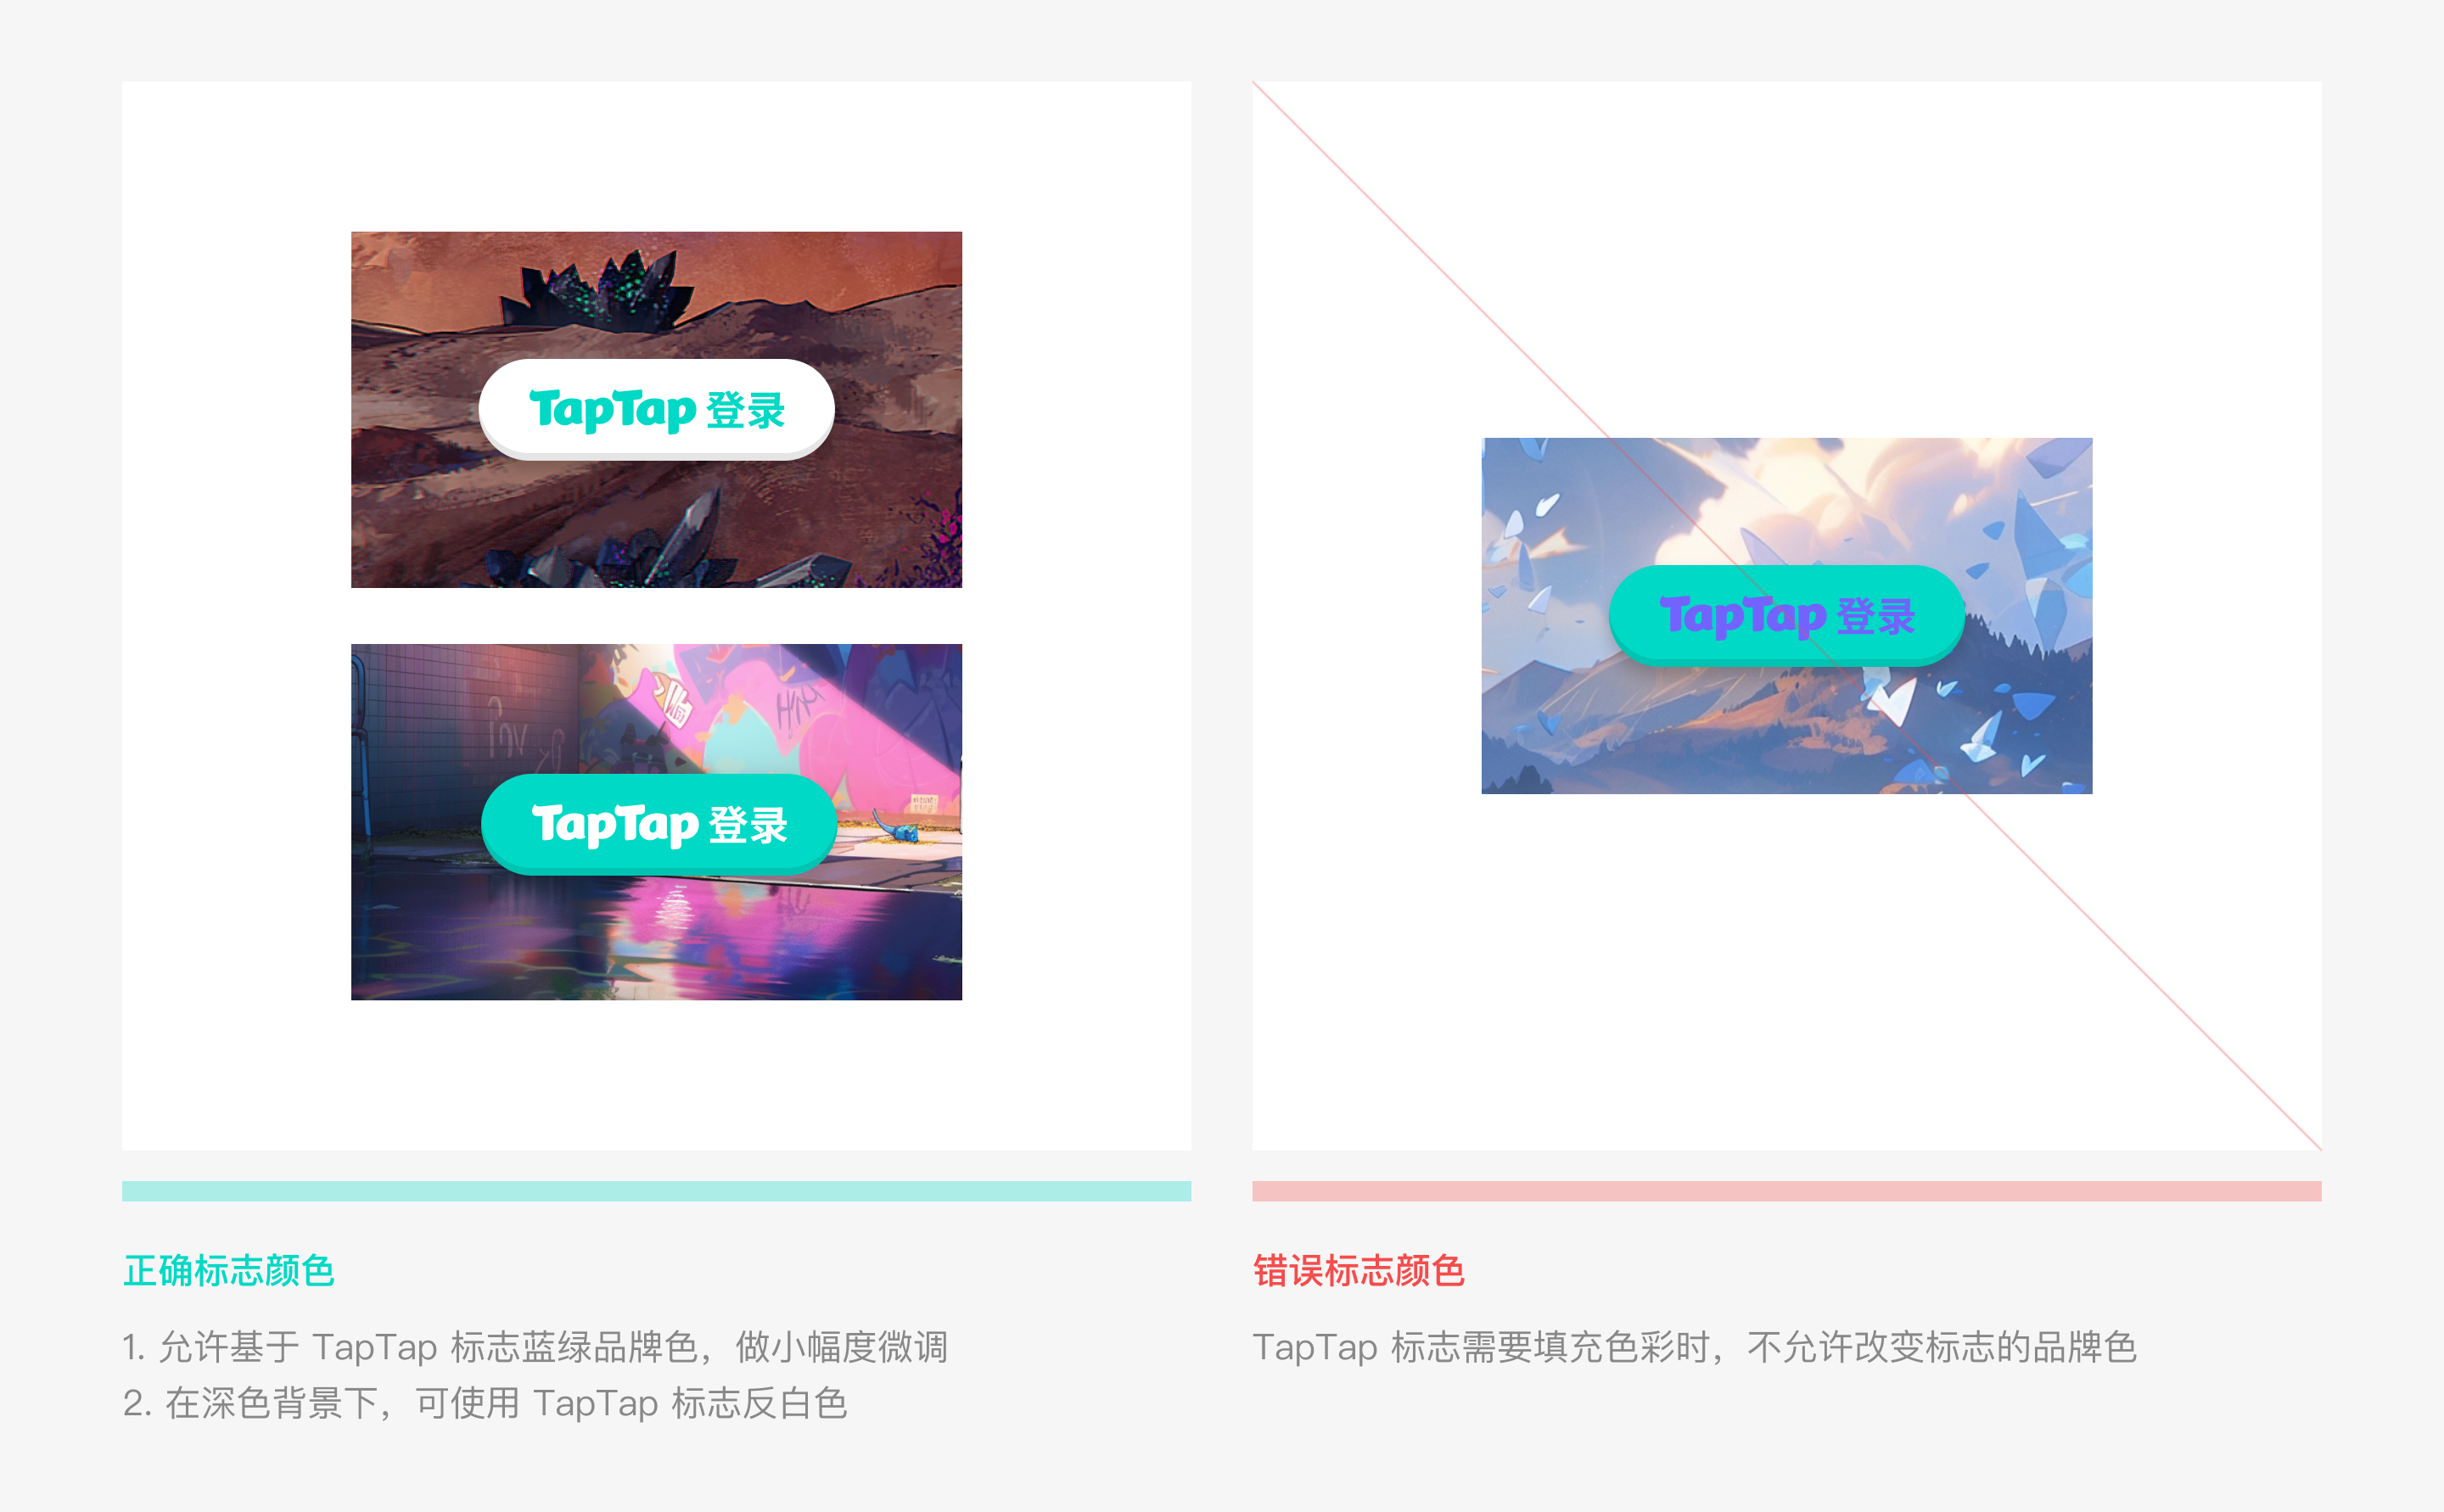 TapTap 登录
TapTap 登录
正确标志颜色
1. 允许基于 TapTap 标志蓝绿品牌色，做小幅度微调
2. 在深色背景下，可使用 TapTap 标志反白色
TapTap 登录
错误标志颜色
TapTap 标志需要填充色彩时，不允许改变标志的品牌色